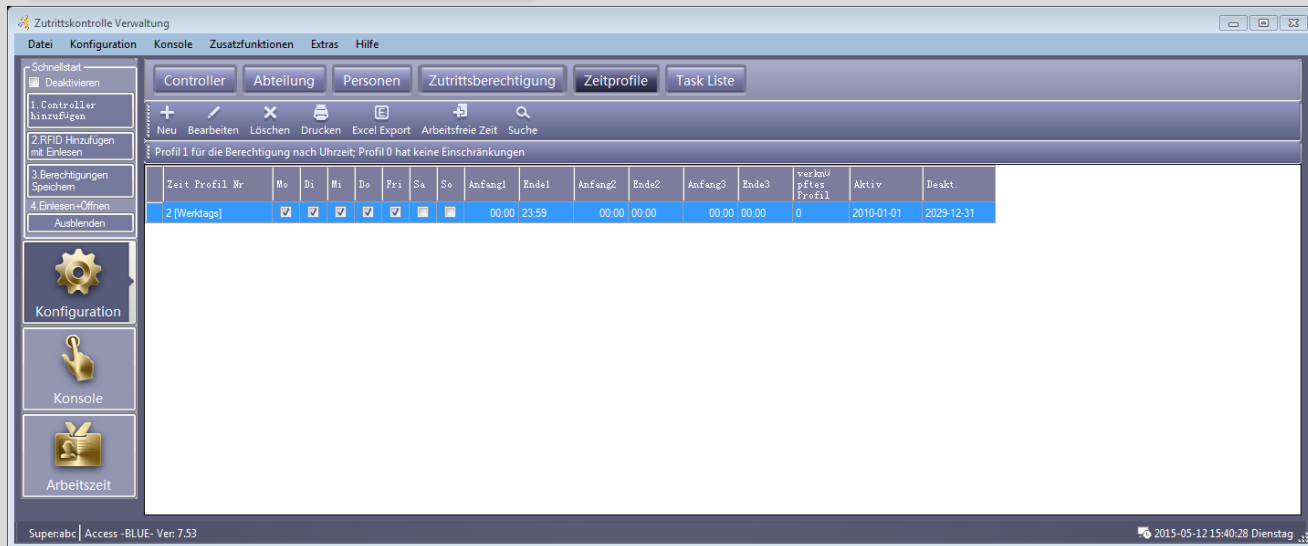 Zutrittskontrolle Verwaltung
Datei Konfiguration Konsole Zusatzfunktionen Extras Hilfe
Schnellstart
Deaktivieren
1.Controller
hinzufügen
2.RFID Hinzufügen
mit Einlesen
3.Berechtigungen
Speichern
4.Einlesen+Öffnen
Ausblenden
Konfiguration
Konsole
Arbeitszeit
Controller Abteilung Personen Zutrittsberechtigung Zeitprofile Task Liste
Neu Bearbeiten Löschen Drucken Excel Export Arbeitsfreie Zeit Suche
Profil 1 für die Berechtigung nach Uhrzeit; Profil 0 hat keine Einschränkungen
Zeit Profil Nr Mo Di Mi Do Fri Sa So Anfang1 Ende1 Anfang2 Ende2 Anfang3 Ende3 verknü
pftes
Profil Aktiv Deakt.
2 [Werktags] 00:00 23:59 00:00 00:00 00:00 00:00 0 2010-01-01 2029-12-31
Super:abc Access -BLUE- Ver: 7.53 2015-05-12 15:40:28 Dienstag